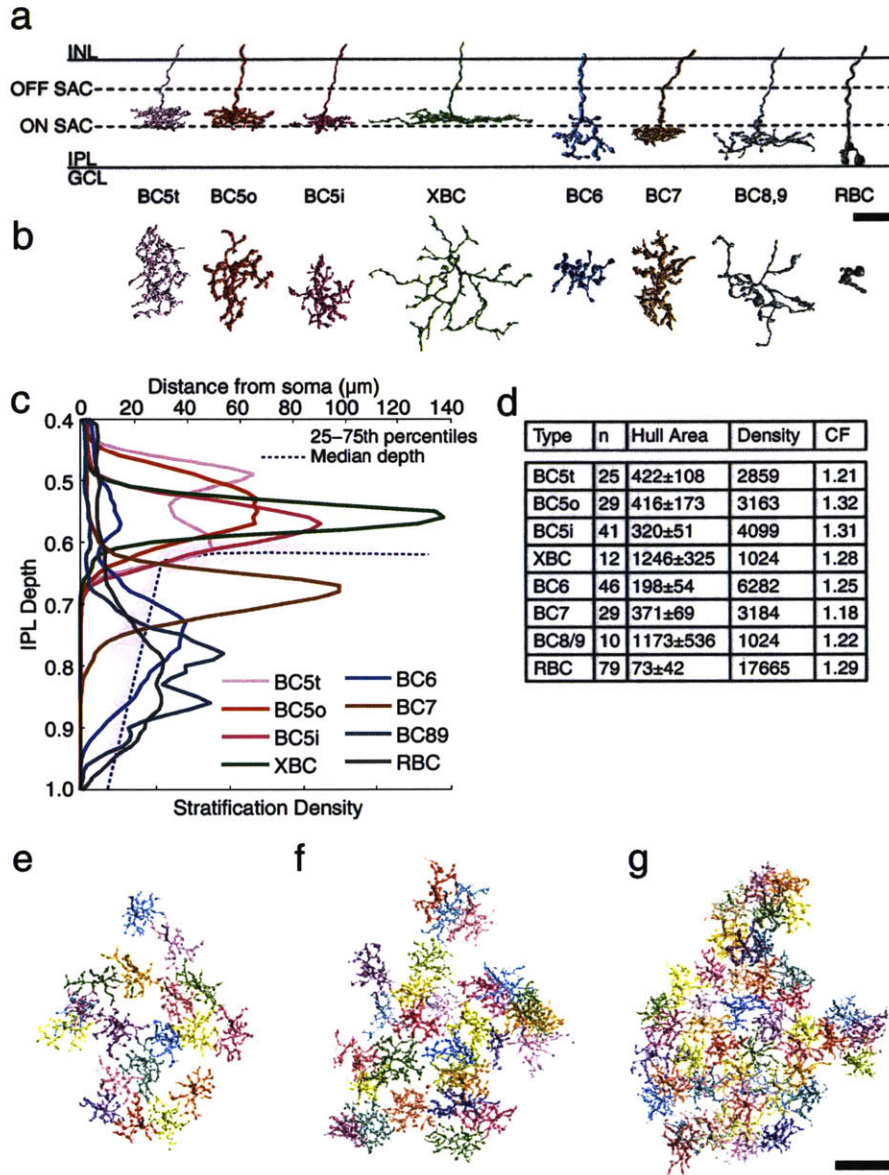 a
INL
OFF SAC
ON SAC
IPL
GCL
BC5t BC5o BC5i XBC BC6 BC7 BC8,9 RBC
b
c
Distance from soma (μm)
0 20 40 60 80 100 120 140
25–75th percentiles
Median depth
0.4
0.5
0.6
0.7
0.8
0.9
1.0
IPL Depth
BC5t BC6
BC5o BC7
BC5i BC89
XBC RBC
Stratification Density
d
Type n Hull Area Density CF
BC5t 25 422±108 2859 1.21
BC5o 29 416±173 3163 1.32
BC5i 41 320±51 4099 1.31
XBC 12 1246±325 1024 1.28
BC6 46 198±54 6282 1.25
BC7 29 371±69 3184 1.18
BC8/9 10 1173±536 1024 1.22
RBC 79 73±42 17665 1.29
e
f
g